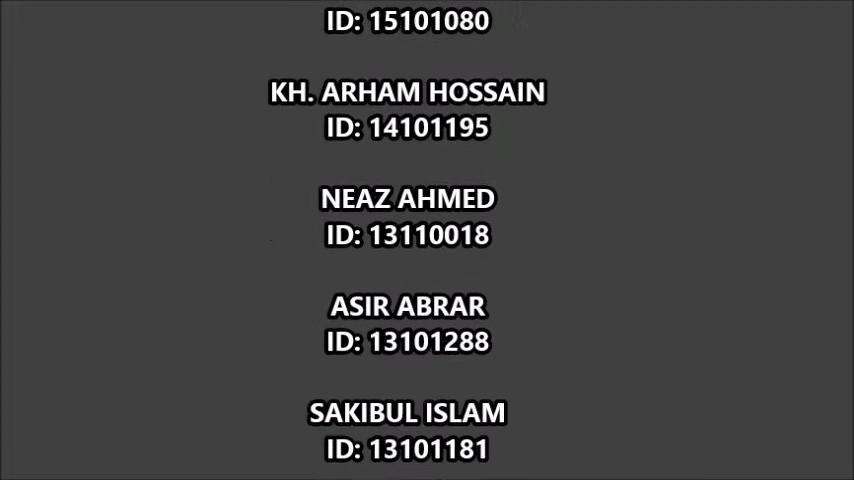 ID: 15101080
KH. ARHAM HOSSAIN
ID: 14101195
NEAZ AHMED
ID: 13110018
ASIR ABRAR
ID: 13101288
SAKIBUL ISLAM
ID: 13101181